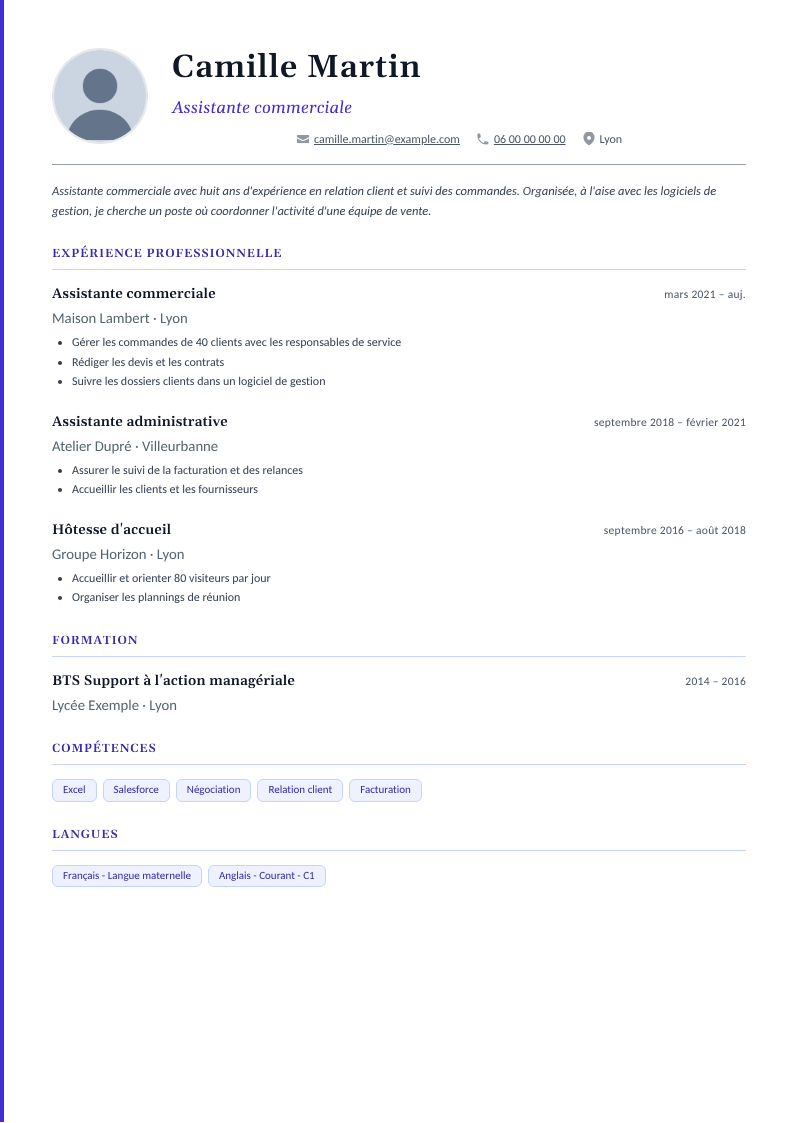 Camille Martin
Assistante commerciale
camille.martin@example.com 06 00 00 00 00 Lyon
Assistante commerciale avec huit ans d'expérience en relation client et suivi des commandes. Organisée, à l'aise avec les logiciels de
gestion, je cherche un poste où coordonner l'activité d'une équipe de vente.
EXPÉRIENCE PROFESSIONNELLE
Assistante commerciale mars 2021 – auj.
Maison Lambert · Lyon
• Gérer les commandes de 40 clients avec les responsables de service
• Rédiger les devis et les contrats
• Suivre les dossiers clients dans un logiciel de gestion
Assistante administrative septembre 2018 – février 2021
Atelier Dupré · Villeurbanne
• Assurer le suivi de la facturation et des relances
• Accueillir les clients et les fournisseurs
Hôtesse d'accueil septembre 2016 – août 2018
Groupe Horizon · Lyon
• Accueillir et orienter 80 visiteurs par jour
• Organiser les plannings de réunion
FORMATION
BTS Support à l'action managériale 2014 – 2016
Lycée Exemple · Lyon
COMPÉTENCES
Excel Salesforce Négociation Relation client Facturation
LANGUES
Français - Langue maternelle Anglais - Courant - C1